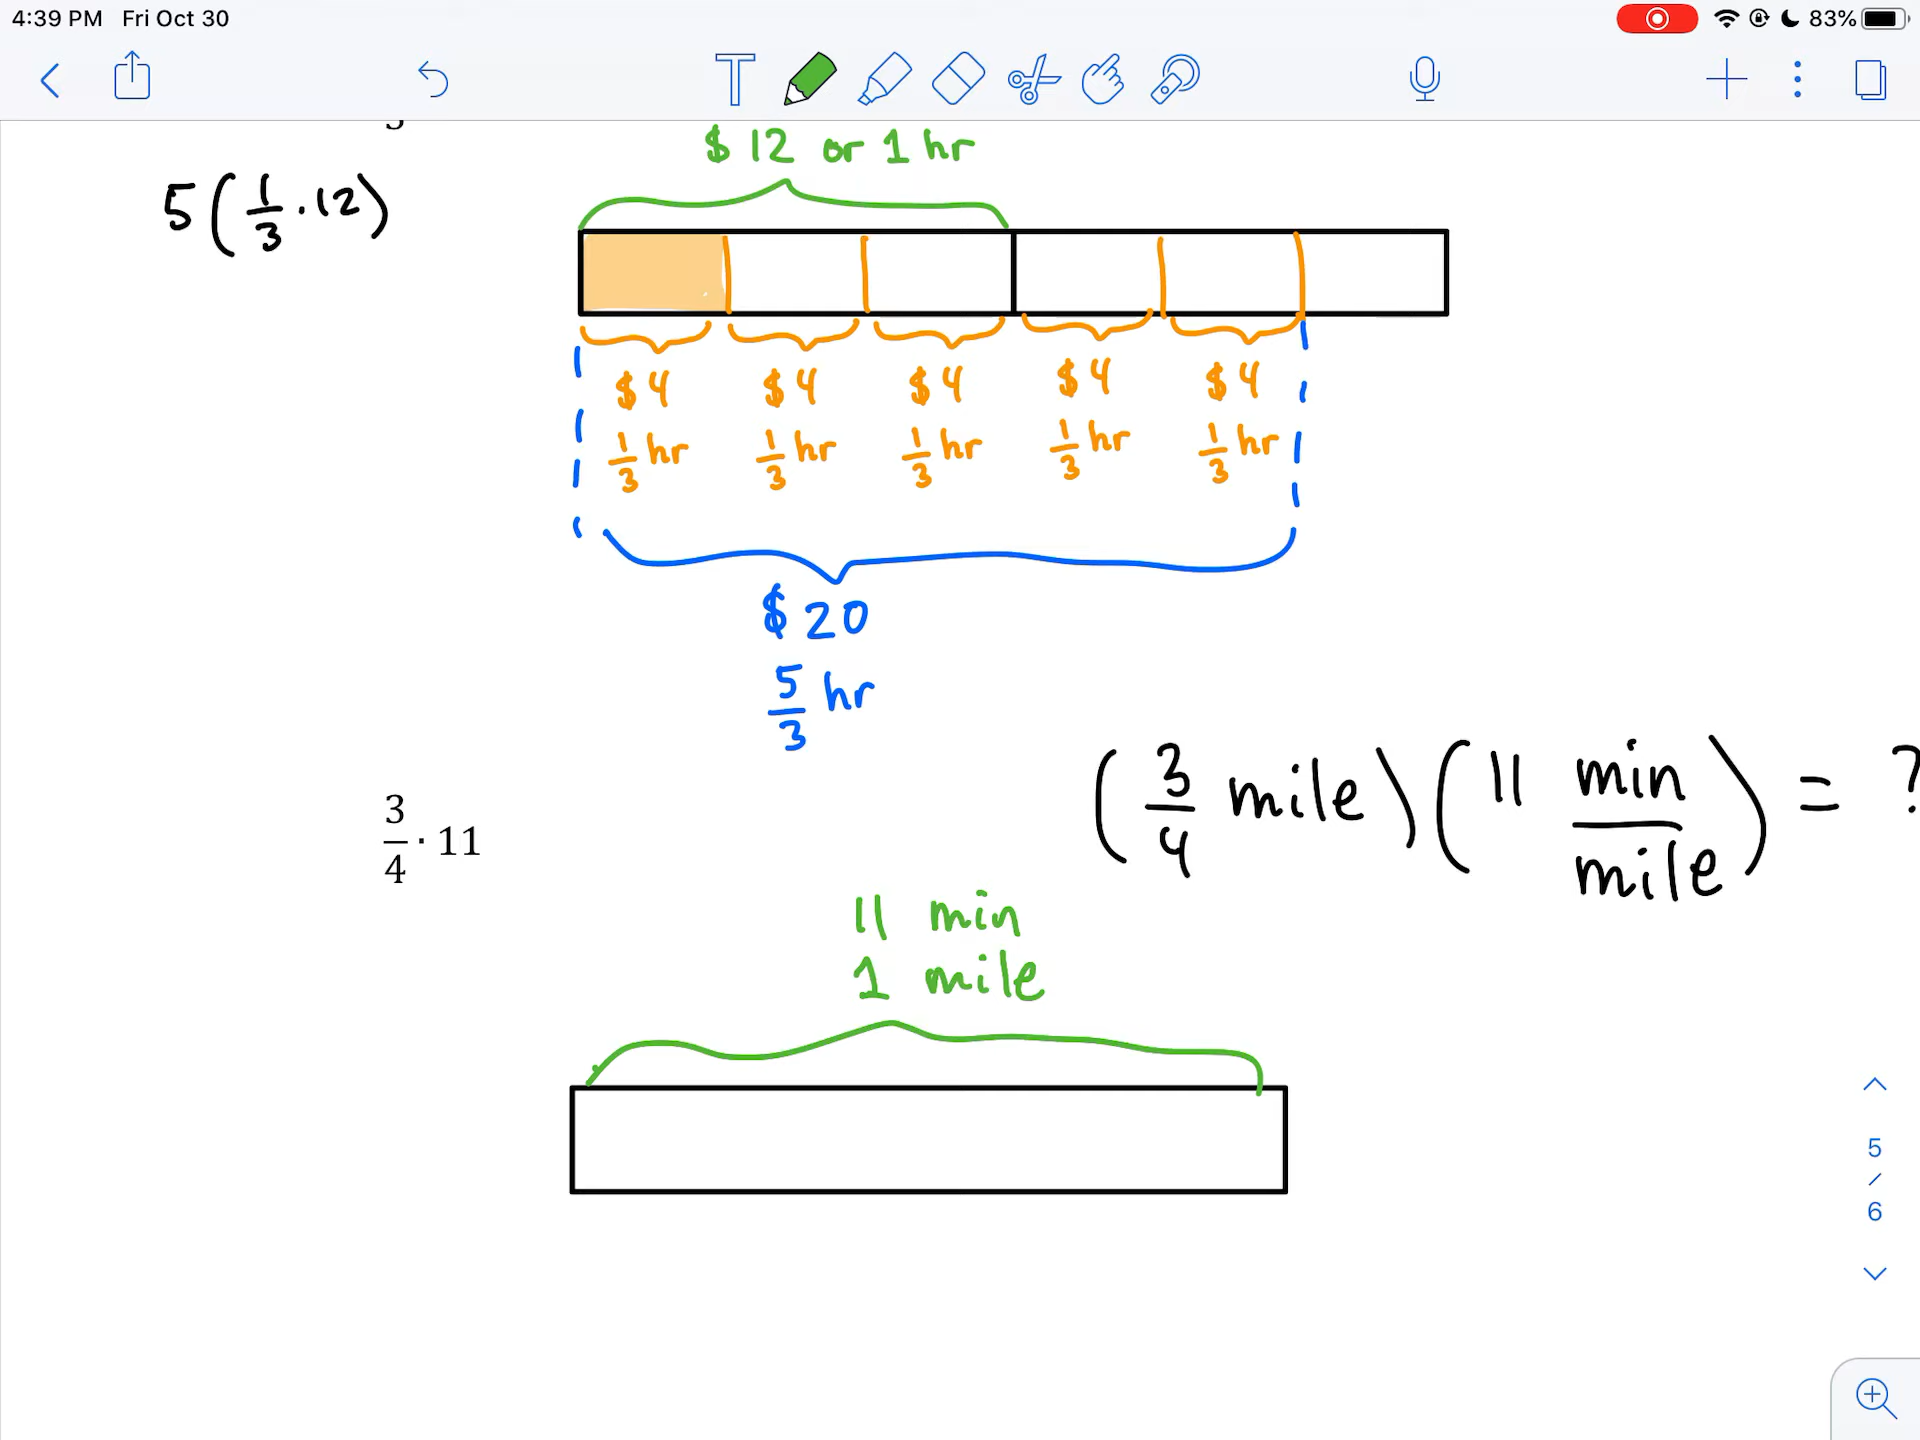 4:39 PM Fri Oct 30
83%
$ 12 or 1 hr
5(1/3 · 12)
$4 $4 $4 $4 $4
1/3 hr 1/3 hr 1/3 hr 1/3 hr 1/3 hr
$ 20
5/3 hr
(3/4 mile)(11 min/mile) = ?
3/4 · 11
11 min
1 mile
5
/
6